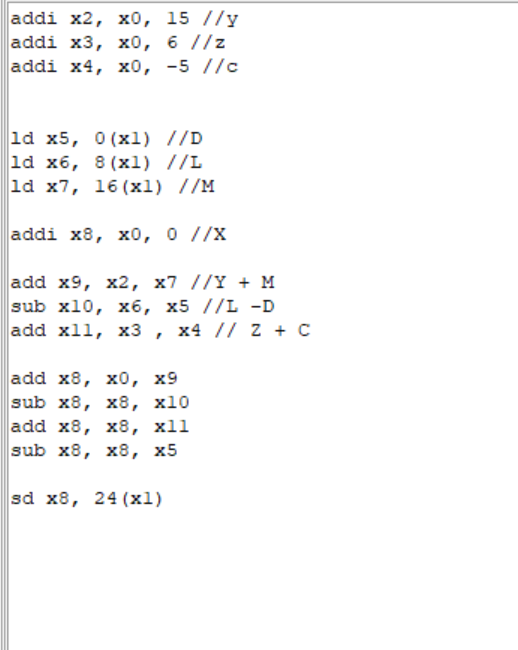 addi x2, x0, 15 //y
addi x3, x0, 6 //z
addi x4, x0, -5 //c
ld x5, 0(x1) //D
ld x6, 8(x1) //L
ld x7, 16(x1) //M
addi x8, x0, 0 //X
add x9, x2, x7 //Y + M
sub x10, x6, x5 //L -D
add x11, x3 , x4 // Z + C
add x8, x0, x9
sub x8, x8, x10
add x8, x8, x11
sub x8, x8, x5
sd x8, 24(x1)